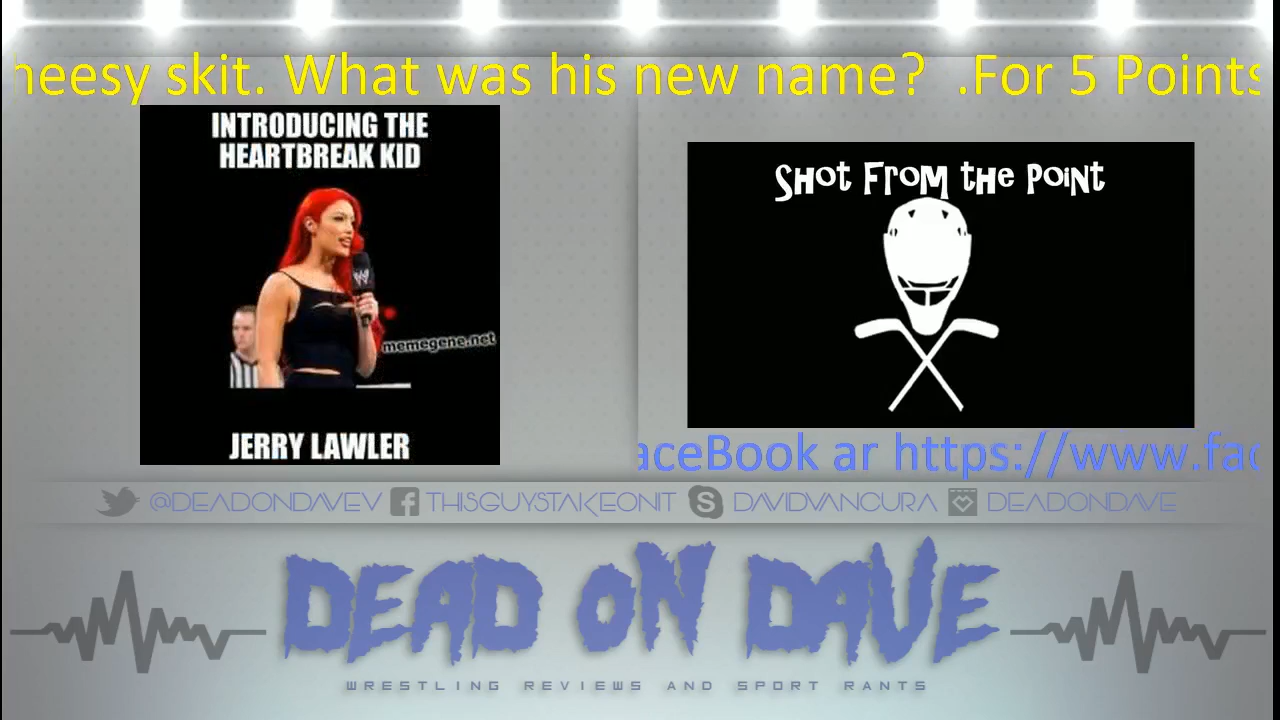 heesy skit. What was his new name? .For 5 Points
INTRODUCING THE
HEARTBREAK KID
memegene.net
JERRY LAWLER
SHOT FROM THE POINT
aceBook ar https://www.fac
@DEADONDAVEV THISGUYSTAKEONIT DAVIDVANCURA DEADONDAVE
DEAD ON DAVE
WRESTLING REVIEWS AND SPORT RANTS